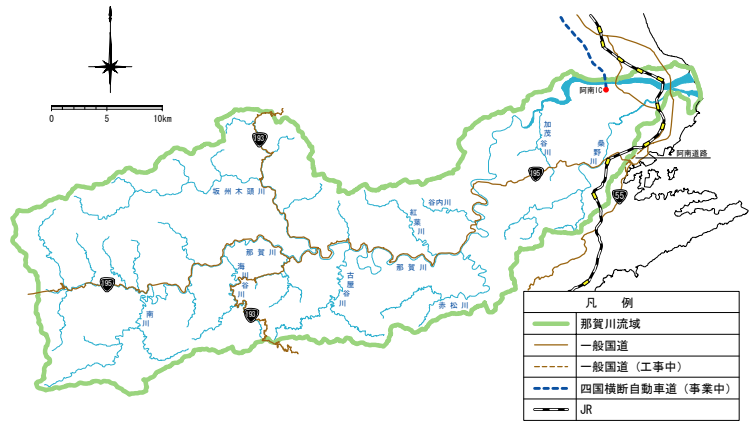 0 5 10km
阿南IC
加茂谷川
桑野川
193
阿南道路
195
坂州木頭川
谷内川
紅葉川
55
那賀川
海川谷川
古屋谷川
那賀川
195
南川
193
赤松川
凡 例
那賀川流域
一般国道
一般国道（工事中）
四国横断自動車道（事業中）
JR